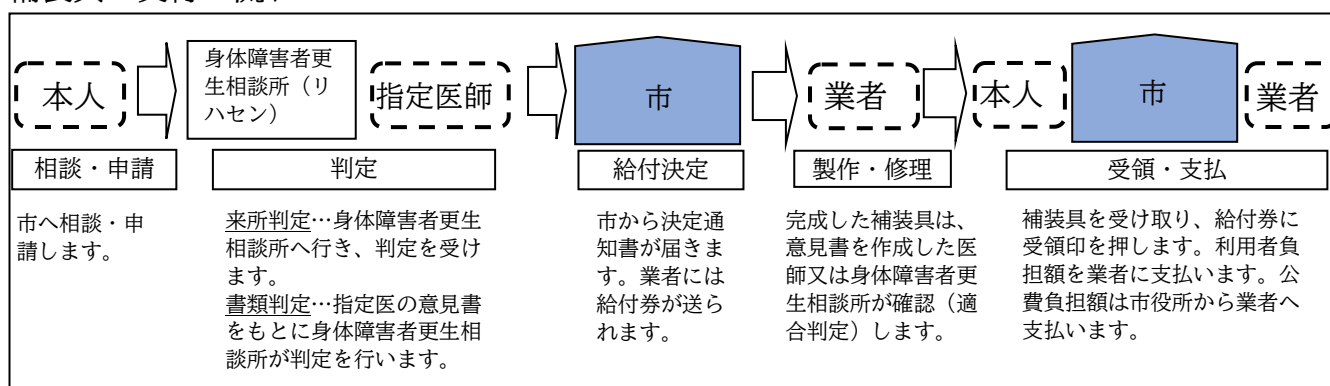 本人
身体障害者更
生相談所（リ
ハセン）
指定医師
市
業者
本人
市
業者
相談・申請
判定
給付決定
製作・修理
受領・支払
市へ相談・申
請します。
来所判定…身体障害者更生
相談所へ行き、判定を受け
ます。
書類判定…指定医の意見書
をもとに身体障害者更生相
談所が判定を行います。
市から決定通
知書が届きま
す。業者には
給付券が送ら
れます。
完成した補装具は、
意見書を作成した医
師又は身体障害者更
生相談所が確認（適
合判定）します。
補装具を受け取り、給付券に
受領印を押します。利用者負
担額を業者に支払います。公
費負担額は市役所から業者へ
支払います。